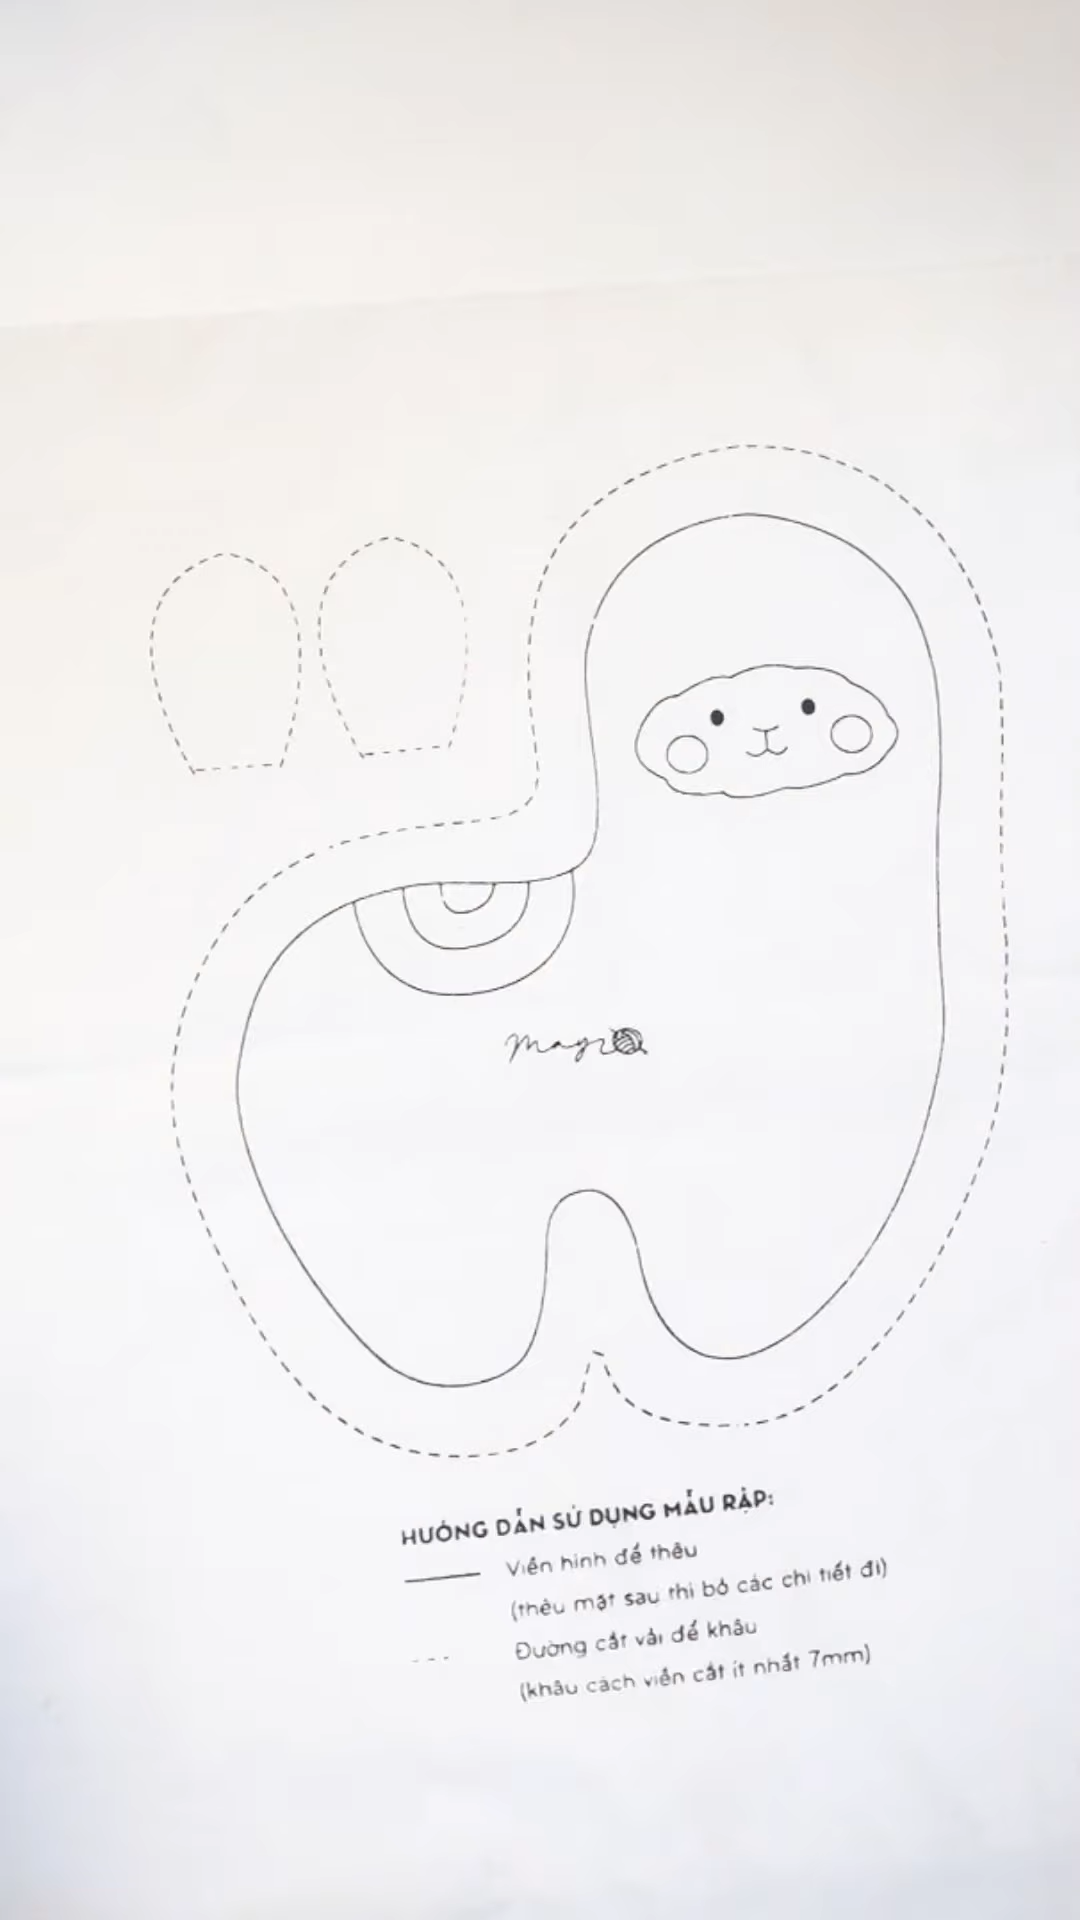 HƯỚNG DẪN SỬ DỤNG MẪU RẬP:
Viền hình để thêu
(thêu mặt sau thì bỏ các chi tiết đi)
Đường cắt vải để khâu
(khâu cách viền cắt ít nhất 7mm)